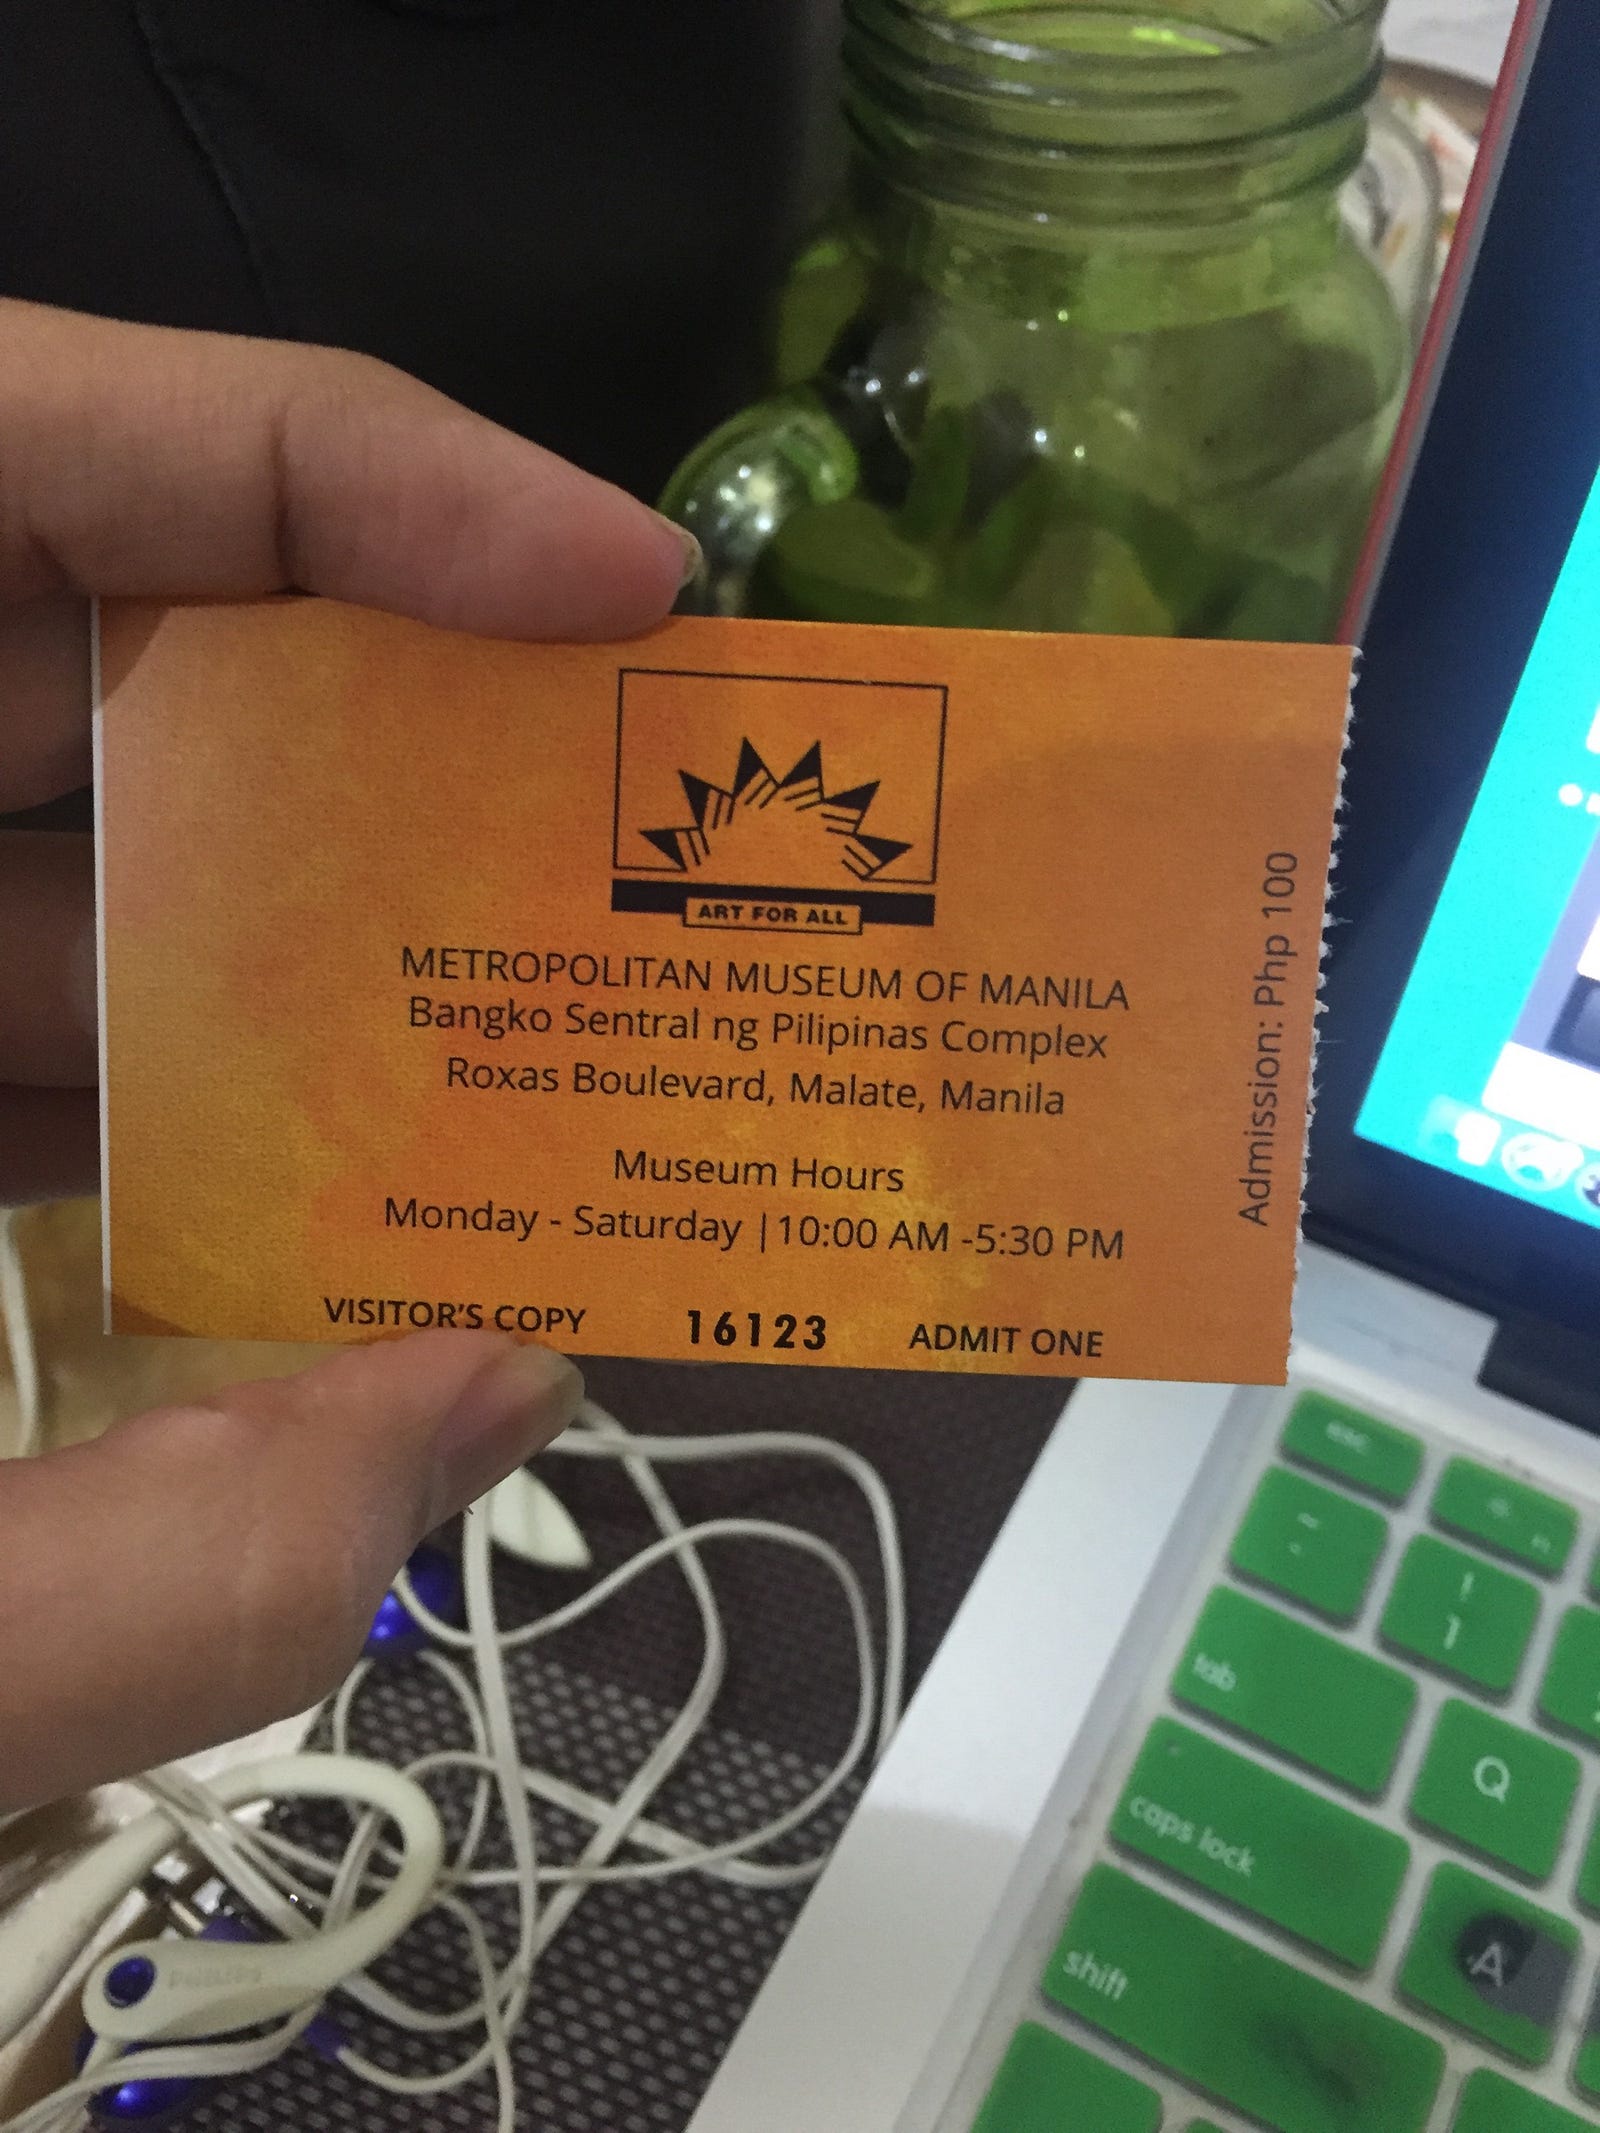 ART FOR ALL
METROPOLITAN MUSEUM OF MANILA
Bangko Sentral ng Pilipinas Complex
Roxas Boulevard, Malate, Manila
Museum Hours
Monday - Saturday | 10:00 AM -5:30 PM
VISITOR'S COPY 16123 ADMIT ONE
Admission: Php 100
esc
~
!
1
tab
Q
caps lock
A
shift